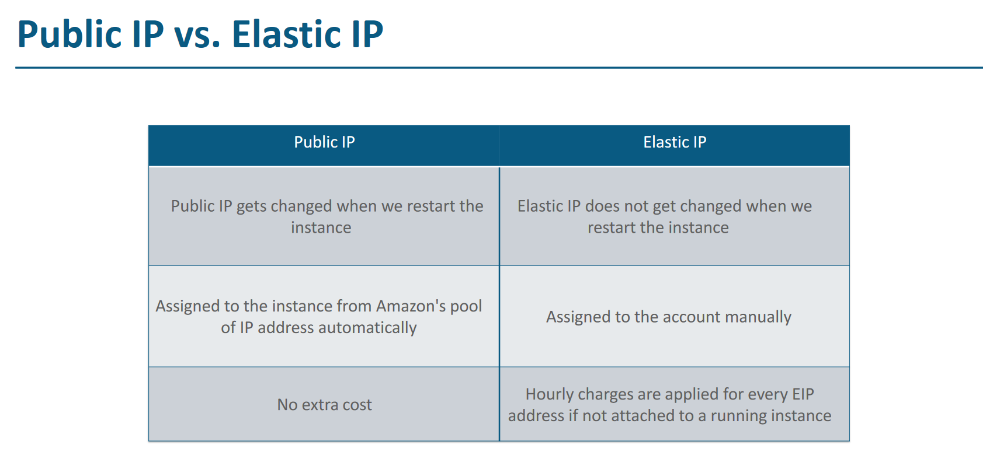 Public IP vs. Elastic IP
Public IP
Elastic IP
Public IP gets changed when we restart the
instance
Elastic IP does not get changed when we
restart the instance
Assigned to the instance from Amazon's pool
of IP address automatically
Assigned to the account manually
No extra cost
Hourly charges are applied for every EIP
address if not attached to a running instance